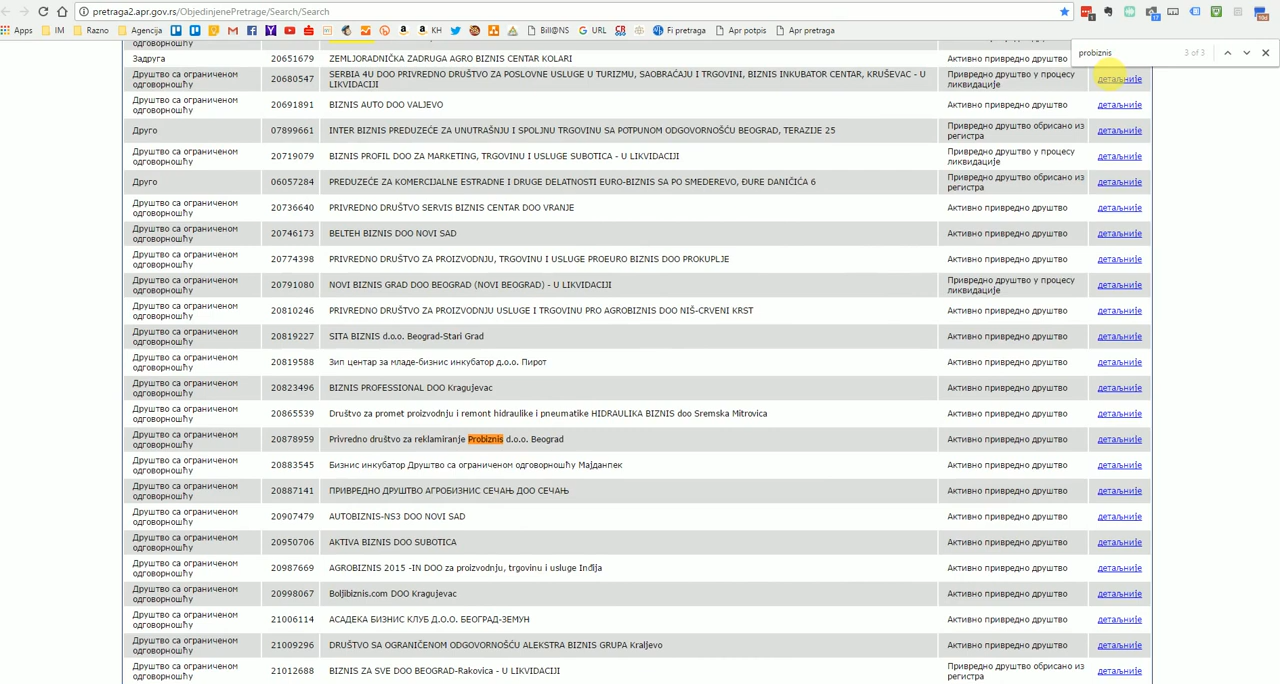 pretraga2.apr.gov.rs/ObjedinjenePretrage/Search/Search
Apps IM Razno Agencija KH Bill@NS URL Fi pretraga Apr potpis Apr pretraga
probiznis 3 of 3
одговорношћу
Задруга 20651679 ZEMLJORADNIČKA ZADRUGA AGRO BIZNIS CENTAR KOLARI Активно привредно друштво
Друштво са ограниченом одговорношћу 20680547 SERBIA 4U DOO PRIVREDNO DRUŠTVO ZA POSLOVNE USLUGE U TURIZMU, SAOBRAĆAJU I TRGOVINI, BIZNIS INKUBATOR CENTAR, KRUŠEVAC - U LIKVIDACIJI Привредно друштво у процесу ликвидације детаљније
Друштво са ограниченом одговорношћу 20691891 BIZNIS AUTO DOO VALJEVO Активно привредно друштво детаљније
Друго 07899661 INTER BIZNIS PREDUZEĆE ZA UNUTRAŠNJU I SPOLJNU TRGOVINU SA POTPUNOM ODGOVORNOŠĆU BEOGRAD, TERAZIJE 25 Привредно друштво обрисано из регистра детаљније
Друштво са ограниченом одговорношћу 20719079 BIZNIS PROFIL DOO ZA MARKETING, TRGOVINU I USLUGE SUBOTICA - U LIKVIDACIJI Привредно друштво у процесу ликвидације детаљније
Друго 06057284 PREDUZEĆE ZA KOMERCIJALNE ESTRADNE I DRUGE DELATNOSTI EURO-BIZNIS SA PO SMEDEREVO, ĐURE DANIČIĆA 6 Привредно друштво обрисано из регистра детаљније
Друштво са ограниченом одговорношћу 20736640 PRIVREDNO DRUŠTVO SERVIS BIZNIS CENTAR DOO VRANJE Активно привредно друштво детаљније
Друштво са ограниченом одговорношћу 20746173 BELTEH BIZNIS DOO NOVI SAD Активно привредно друштво детаљније
Друштво са ограниченом одговорношћу 20774398 PRIVREDNO DRUŠTVO ZA PROIZVODNJU, TRGOVINU I USLUGE PROEURO BIZNIS DOO PROKUPLJE Активно привредно друштво детаљније
Друштво са ограниченом одговорношћу 20791080 NOVI BIZNIS GRAD DOO BEOGRAD (NOVI BEOGRAD) - U LIKVIDACIJI Привредно друштво у процесу ликвидације детаљније
Друштво са ограниченом одговорношћу 20810246 PRIVREDNO DRUŠTVO ZA PROIZVODNJU USLUGE I TRGOVINU PRO AGROBIZNIS DOO NIŠ-CRVENI KRST Активно привредно друштво детаљније
Друштво са ограниченом одговорношћу 20819227 SITA BIZNIS d.o.o. Beograd-Stari Grad Активно привредно друштво детаљније
Друштво са ограниченом одговорношћу 20819588 Зип центар за младе-бизнис инкубатор д.о.о. Пирот Активно привредно друштво детаљније
Друштво са ограниченом одговорношћу 20823496 BIZNIS PROFESSIONAL DOO Kragujevac Активно привредно друштво детаљније
Друштво са ограниченом одговорношћу 20865539 Društvo za promet proizvodnju i remont hidraulike i pneumatike HIDRAULIKA BIZNIS doo Sremska Mitrovica Активно привредно друштво детаљније
Друштво са ограниченом одговорношћу 20878959 Privredno društvo za reklamiranje Probiznis d.o.o. Beograd Активно привредно друштво детаљније
Друштво са ограниченом одговорношћу 20883545 Бизнис инкубатор Друштво са ограниченом одговорношћу Мајданпек Активно привредно друштво детаљније
Друштво са ограниченом одговорношћу 20887141 ПРИВРЕДНО ДРУШТВО АГРОБИЗНИС СЕЧАЊ ДОО СЕЧАЊ Активно привредно друштво детаљније
Друштво са ограниченом одговорношћу 20907479 AUTOBIZNIS-NS3 DOO NOVI SAD Активно привредно друштво детаљније
Друштво са ограниченом одговорношћу 20950706 AKTIVA BIZNIS DOO SUBOTICA Активно привредно друштво детаљније
Друштво са ограниченом одговорношћу 20987669 AGROBIZNIS 2015 -IN DOO za proizvodnju, trgovinu i usluge Inđija Активно привредно друштво детаљније
Друштво са ограниченом одговорношћу 20998067 Boljibiznis.com DOO Kragujevac Активно привредно друштво детаљније
Друштво са ограниченом одговорношћу 21006114 АСАДЕКА БИЗНИС КЛУБ Д.О.О. БЕОГРАД-ЗЕМУН Активно привредно друштво детаљније
Друштво са ограниченом одговорношћу 21009296 DRUŠTVO SA OGRANIČENOM ODGOVORNOŠĆU ALEKSTRA BIZNIS GRUPA Kraljevo Активно привредно друштво детаљније
Друштво са ограниченом одговорношћу 21012688 BIZNIS ZA SVE DOO BEOGRAD-Rakovica - U LIKVIDACIJI Привредно друштво обрисано из регистра детаљније